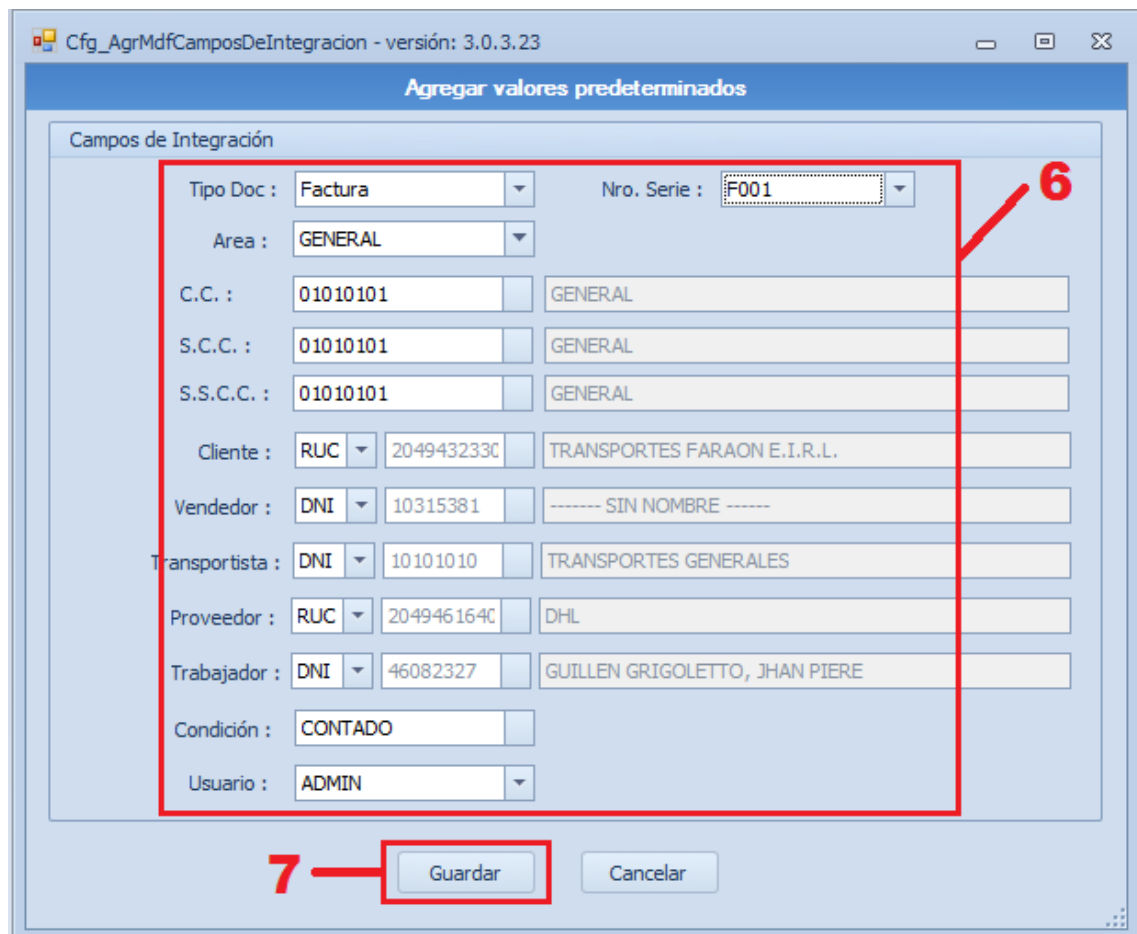 Cfg_AgrMdfCamposDeIntegracion - versión: 3.0.3.23
Agregar valores predeterminados
Campos de Integración
Tipo Doc : Factura Nro. Serie : F001
6
Area : GENERAL
C.C. : 01010101 GENERAL
S.C.C. : 01010101 GENERAL
S.S.C.C. : 01010101 GENERAL
Cliente : RUC 2049432330 TRANSPORTES FARAON E.I.R.L.
Vendedor : DNI 10315381 ------- SIN NOMBRE ------
Transportista : DNI 10101010 TRANSPORTES GENERALES
Proveedor : RUC 2049461640 DHL
Trabajador : DNI 46082327 GUILLEN GRIGOLETTO, JHAN PIERE
Condición : CONTADO
Usuario : ADMIN
7 Guardar Cancelar